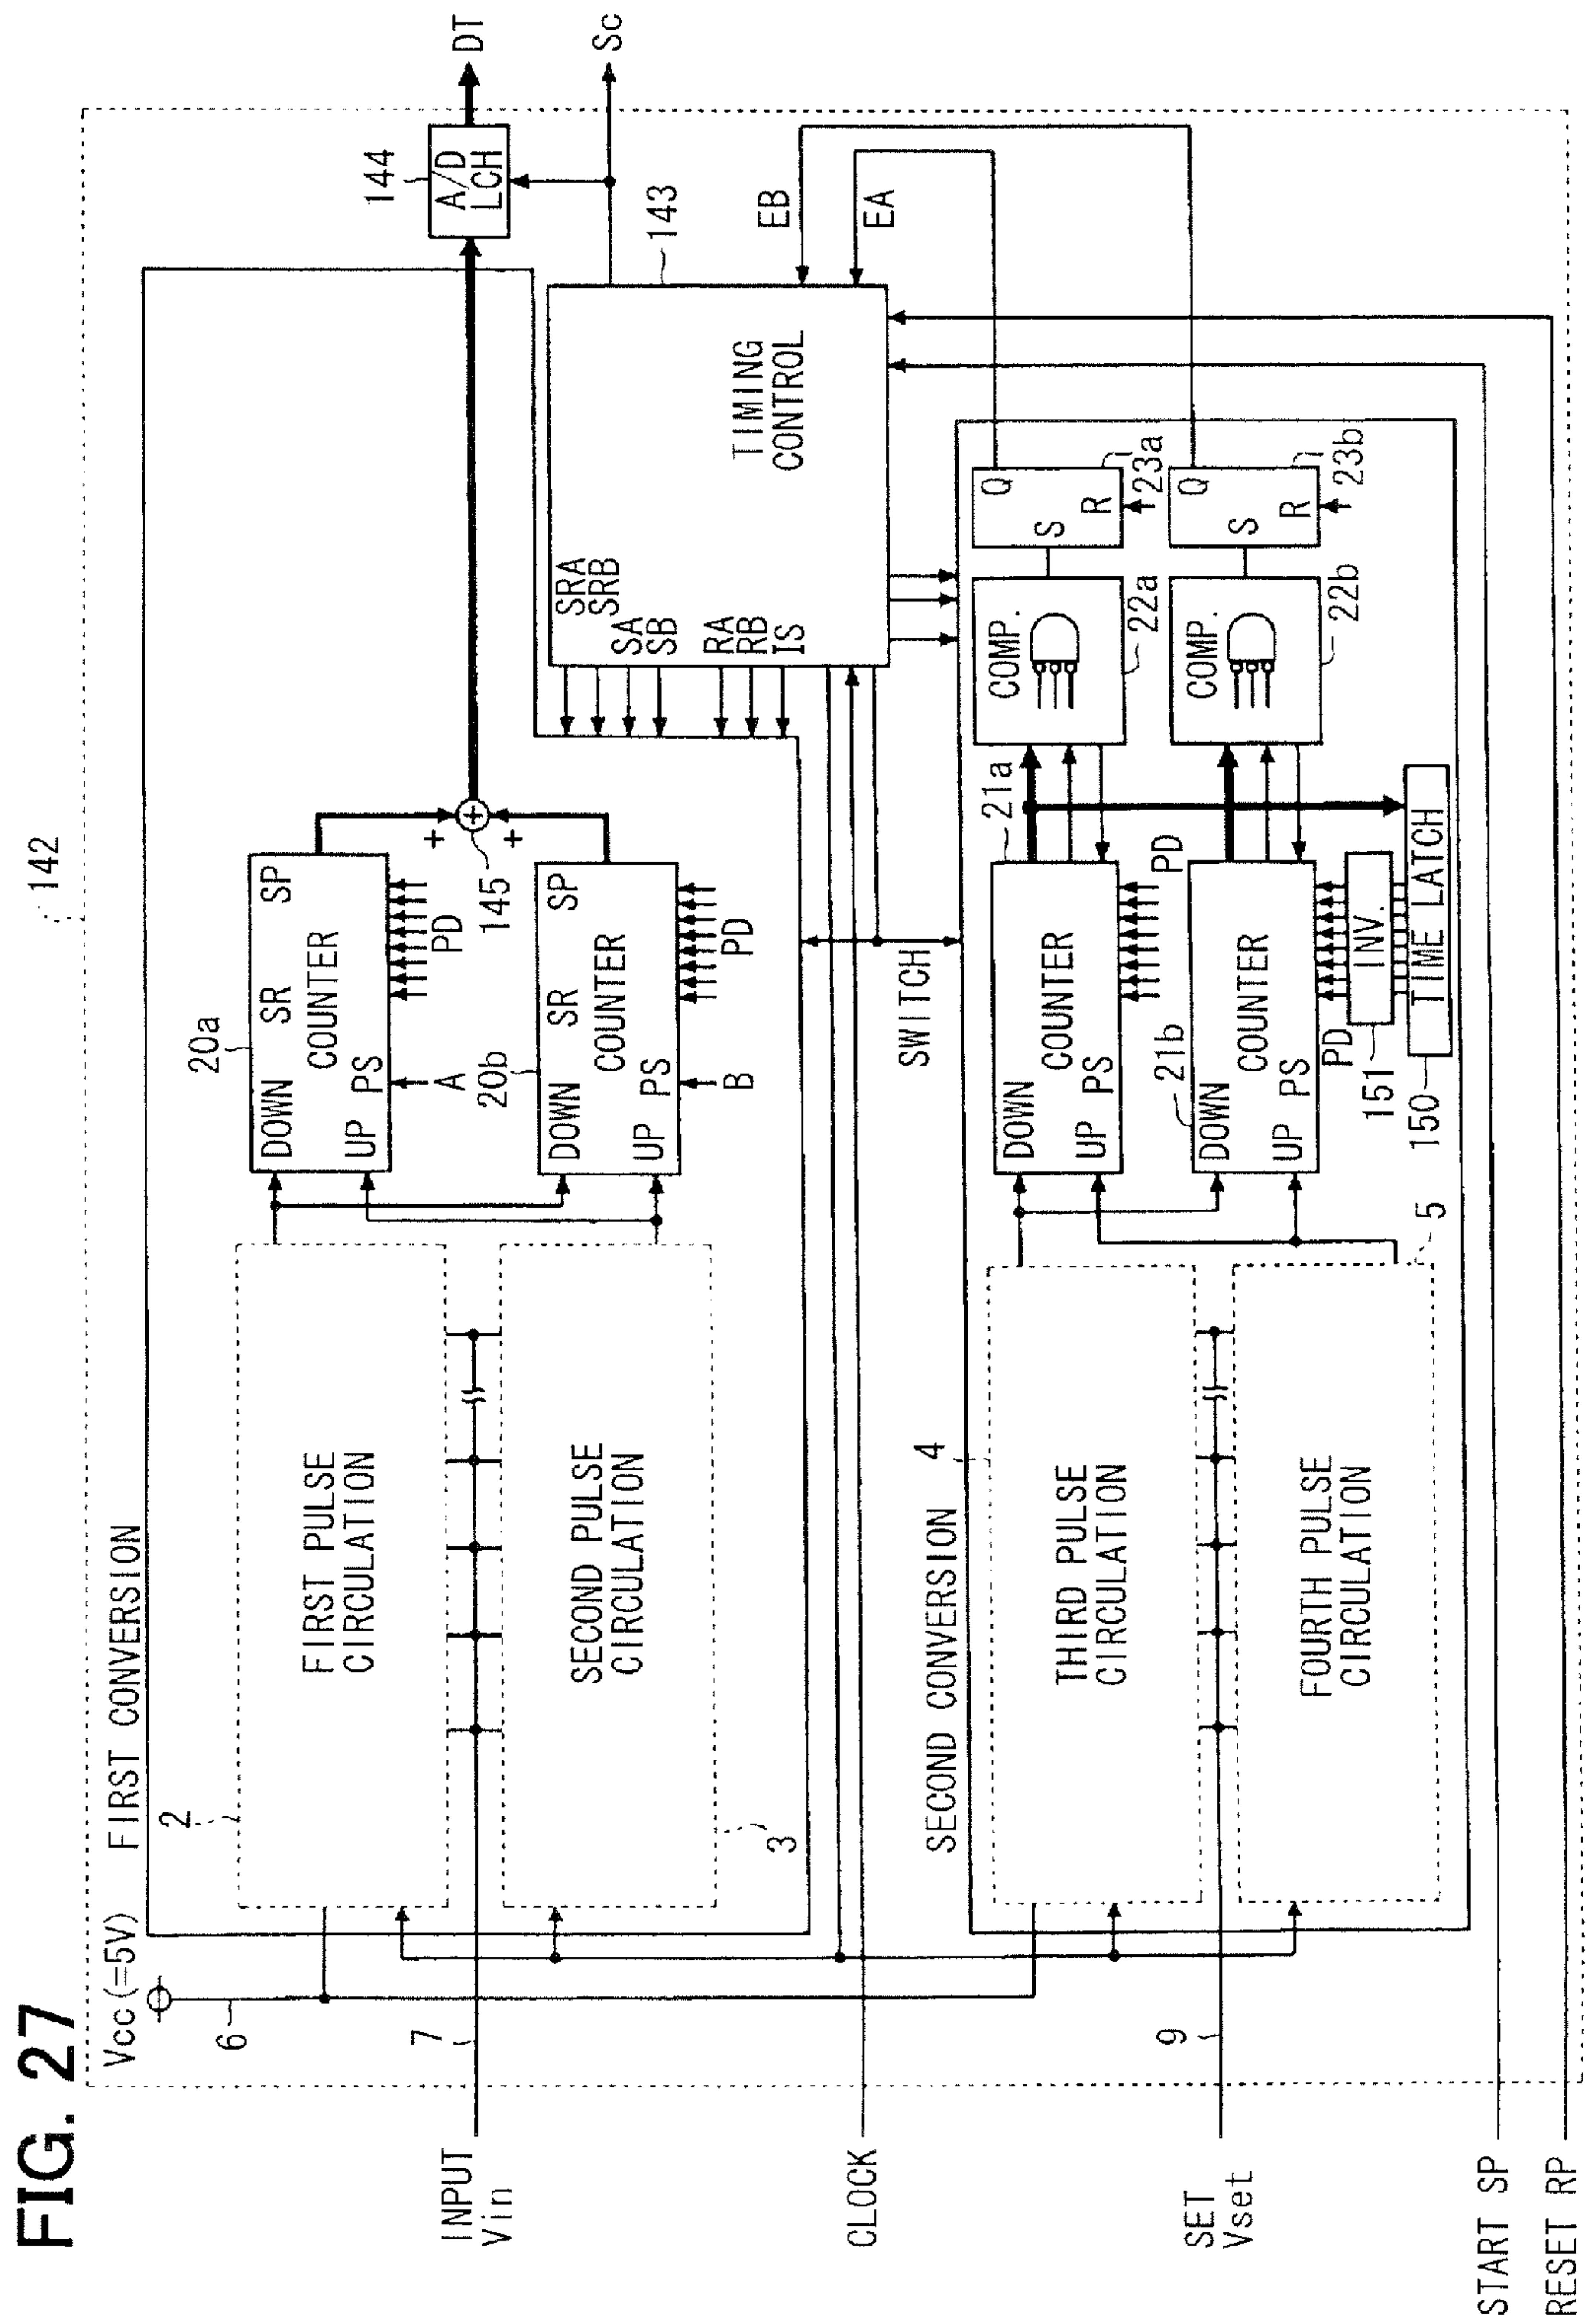 FIG. 27
142
Vcc (=5V)
FIRST CONVERSION
6
2
FIRST PULSE
CIRCULATION
20a
DOWN
SR
SP
COUNTER
UP
PS
A
PD
144
A/D
LCH
DT
INPUT
Vin
7
3
SECOND PULSE
CIRCULATION
20b
DOWN
SR
SP
COUNTER
UP
PS
B
PD
145
+
+
+
Sc
SRA
SRB
SA
SB
RA
RB
IS
TIMING
CONTROL
143
EB
EA
CLOCK
SWITCH
SECOND CONVERSION
4
THIRD PULSE
CIRCULATION
21a
DOWN
COUNTER
UP
PS
PD
COMP.
22a
Q
S
R
23a
SET
Vset
9
FOURTH PULSE
CIRCULATION
5
21b
DOWN
COUNTER
UP
PS
PD
COMP.
22b
Q
S
R
23b
151
INV.
150
TIME LATCH
START SP
RESET RP